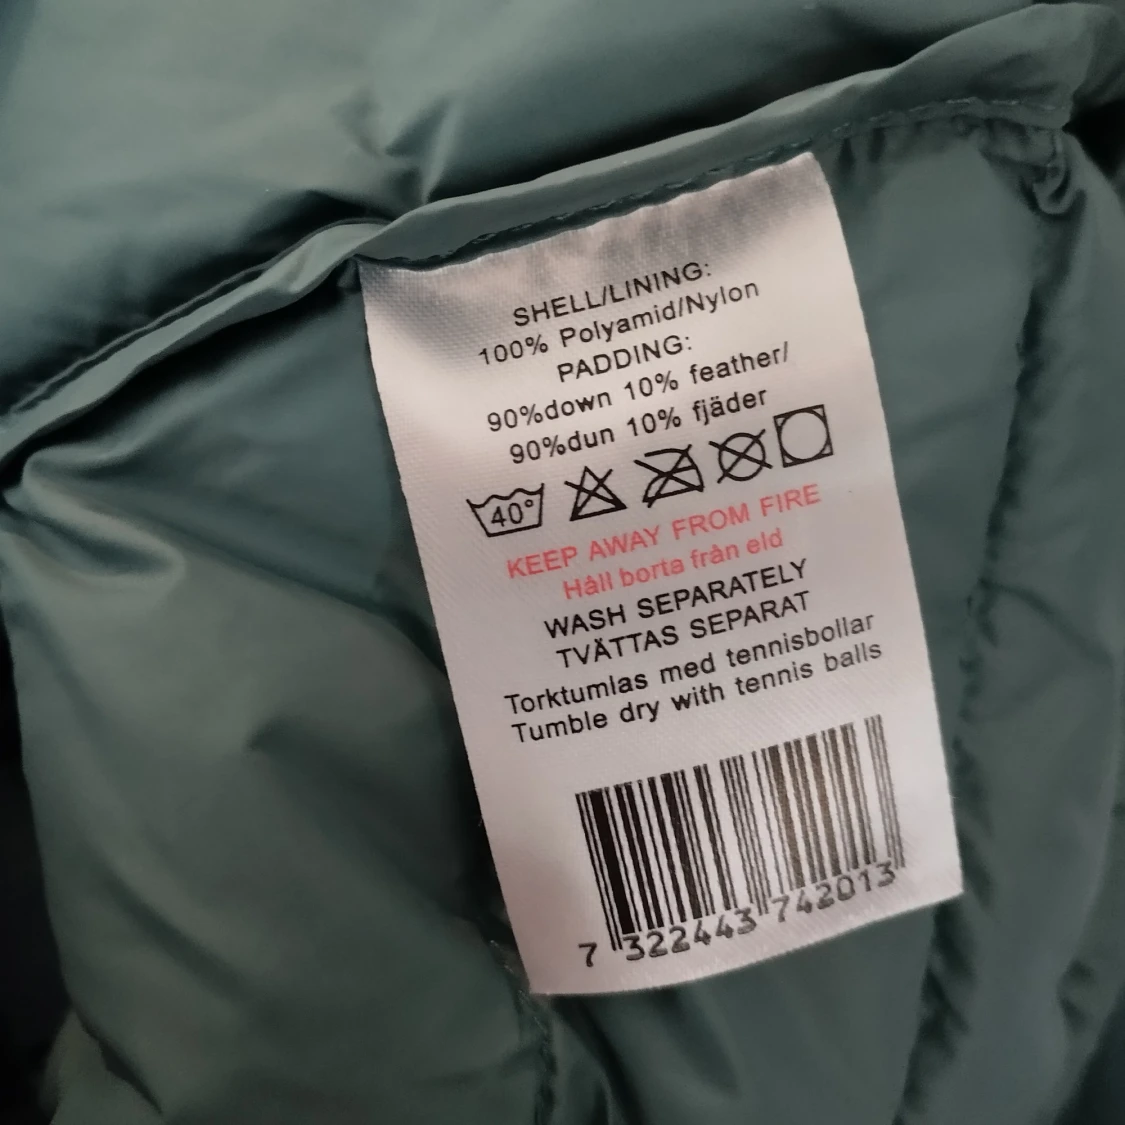 SHELL/LINING:
100% Polyamid/Nylon
PADDING:
90%down 10% feather/
90%dun 10% fjäder
40°
KEEP AWAY FROM FIRE
Håll borta från eld
WASH SEPARATELY
TVÄTTAS SEPARAT
Torktumlas med tennisbollar
Tumble dry with tennis balls
7 322443 742013